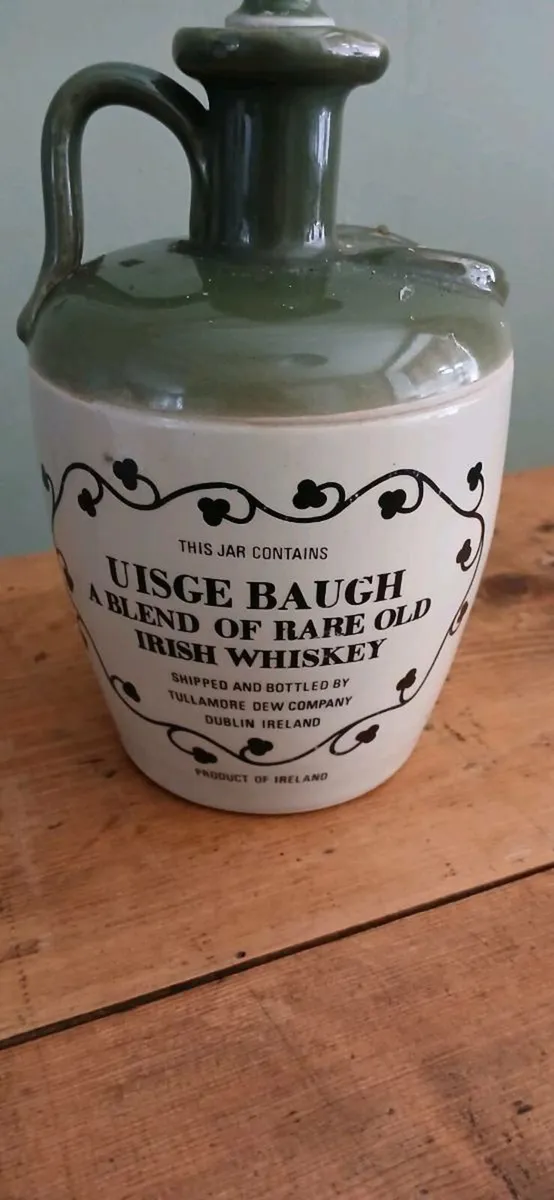 THIS JAR CONTAINS
UISGE BAUGH
A BLEND OF RARE OLD
IRISH WHISKEY
SHIPPED AND BOTTLED BY
TULLAMORE DEW COMPANY
DUBLIN IRELAND
PRODUCT OF IRELAND